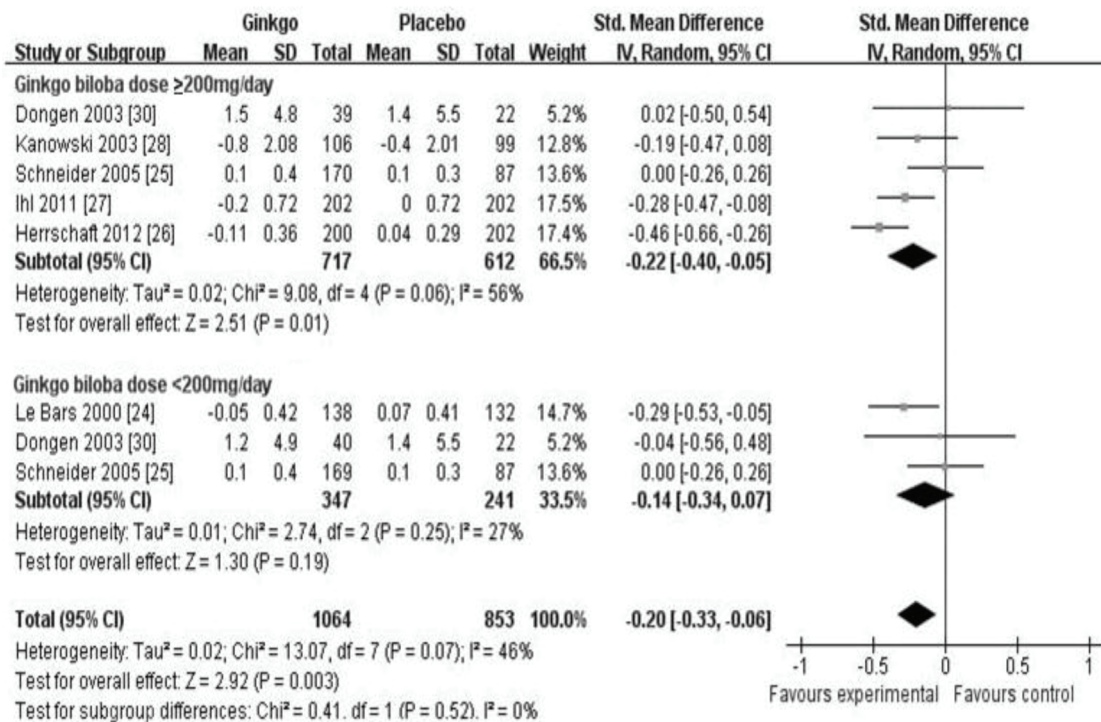 Ginkgo Placebo Std. Mean Difference Std. Mean Difference
Study or Subgroup Mean SD Total Mean SD Total Weight IV, Random, 95% CI IV, Random, 95% CI
Ginkgo biloba dose ≥200mg/day
Dongen 2003 [30] 1.5 4.8 39 1.4 5.5 22 5.2% 0.02 [-0.50, 0.54]
Kanowski 2003 [28] -0.8 2.08 106 -0.4 2.01 99 12.8% -0.19 [-0.47, 0.08]
Schneider 2005 [25] 0.1 0.4 170 0.1 0.3 87 13.6% 0.00 [-0.26, 0.26]
Ihl 2011 [27] -0.2 0.72 202 0 0.72 202 17.5% -0.28 [-0.47, -0.08]
Herrschaft 2012 [26] -0.11 0.36 200 0.04 0.29 202 17.4% -0.46 [-0.66, -0.26]
Subtotal (95% CI) 717 612 66.5% -0.22 [-0.40, -0.05]
Heterogeneity: Tau² = 0.02; Chi² = 9.08, df = 4 (P = 0.06); I² = 56%
Test for overall effect: Z = 2.51 (P = 0.01)
Ginkgo biloba dose <200mg/day
Le Bars 2000 [24] -0.05 0.42 138 0.07 0.41 132 14.7% -0.29 [-0.53, -0.05]
Dongen 2003 [30] 1.2 4.9 40 1.4 5.5 22 5.2% -0.04 [-0.56, 0.48]
Schneider 2005 [25] 0.1 0.4 169 0.1 0.3 87 13.6% 0.00 [-0.26, 0.26]
Subtotal (95% CI) 347 241 33.5% -0.14 [-0.34, 0.07]
Heterogeneity: Tau² = 0.01; Chi² = 2.74, df = 2 (P = 0.25); I² = 27%
Test for overall effect: Z = 1.30 (P = 0.19)
Total (95% CI) 1064 853 100.0% -0.20 [-0.33, -0.06]
Heterogeneity: Tau² = 0.02; Chi² = 13.07, df = 7 (P = 0.07); I² = 46%
Test for overall effect: Z = 2.92 (P = 0.003)
Test for subgroup differences: Chi² = 0.41, df = 1 (P = 0.52), I² = 0%
-1 -0.5 0 0.5 1
Favours experimental Favours control